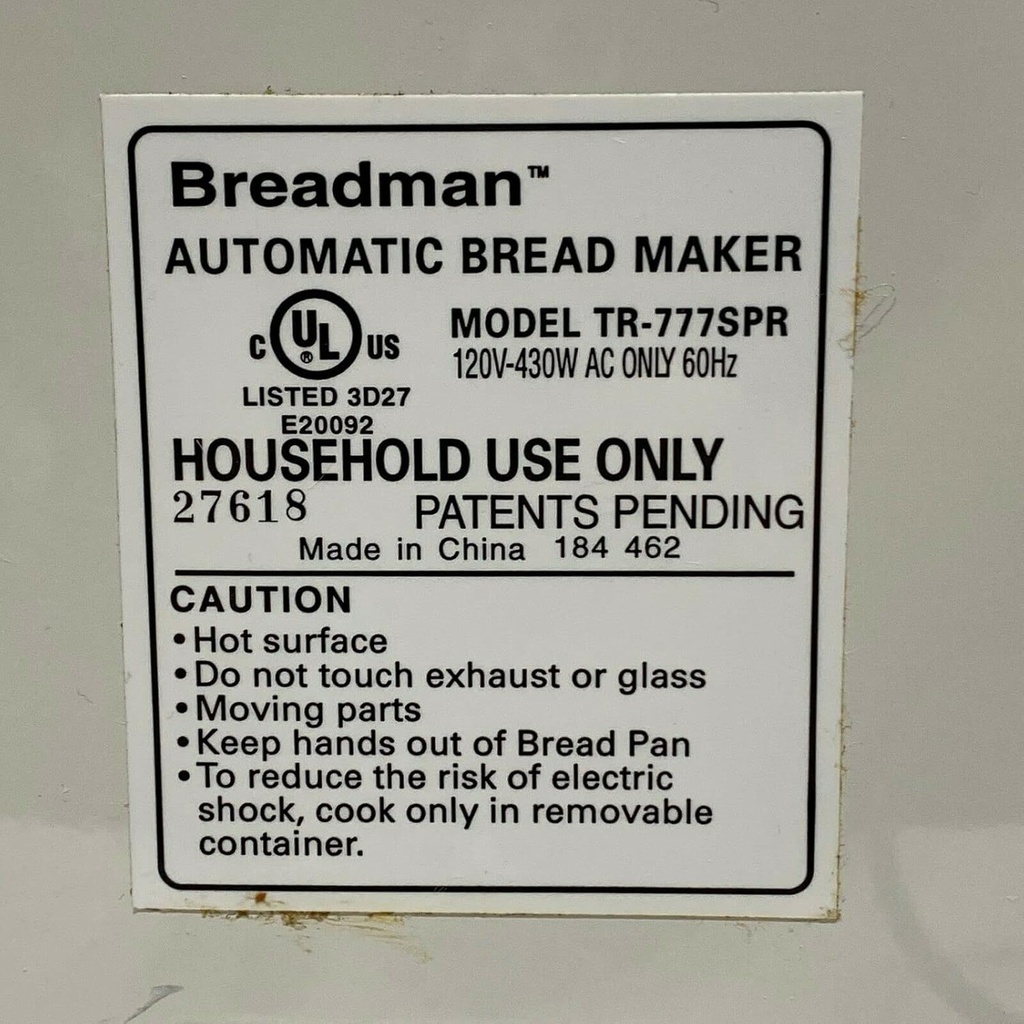 Breadman™
AUTOMATIC BREAD MAKER
C UL® US
MODEL TR-777SPR
120V-430W AC ONLY 60Hz
LISTED 3D27
E20092
HOUSEHOLD USE ONLY
27618 PATENTS PENDING
Made in China 184 462
CAUTION
•Hot surface
•Do not touch exhaust or glass
•Moving parts
•Keep hands out of Bread Pan
•To reduce the risk of electric
shock, cook only in removable
container.